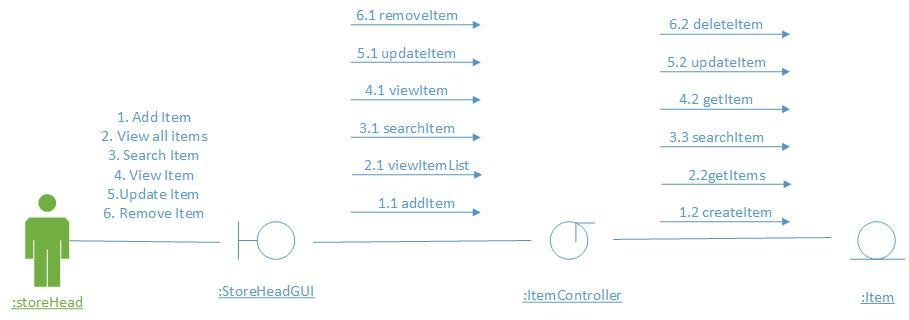 6.1 removeItem
5.1 updateItem
4.1 viewItem
3.1 searchItem
2.1 viewItemList
1.1 addItem
6.2 deleteItem
5.2 updateItem
4.2 getItem
3.3 searchItem
2.2getItems
1.2 createItem
1. Add Item
2. View all items
3. Search Item
4. View Item
5.Update Item
6. Remove Item
:storeHead
:StoreHeadGUI
:ItemController
:Item